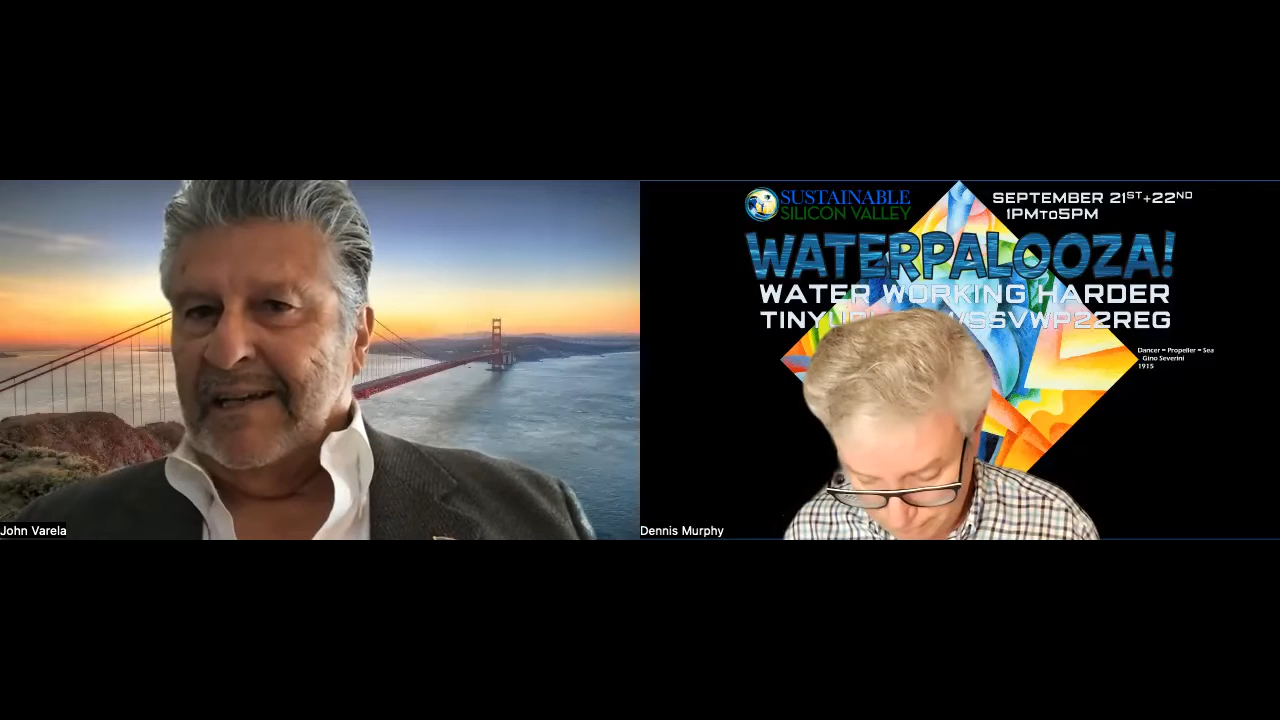 SUSTAINABLE
SILICON VALLEY
SEPTEMBER 21ST+22ND
1PMTO5PM
WATERPALOOZA!
WATER WORKING HARDER
Dancer = Propeller = Sea
Gino Severini
1915
John Varela
Dennis Murphy